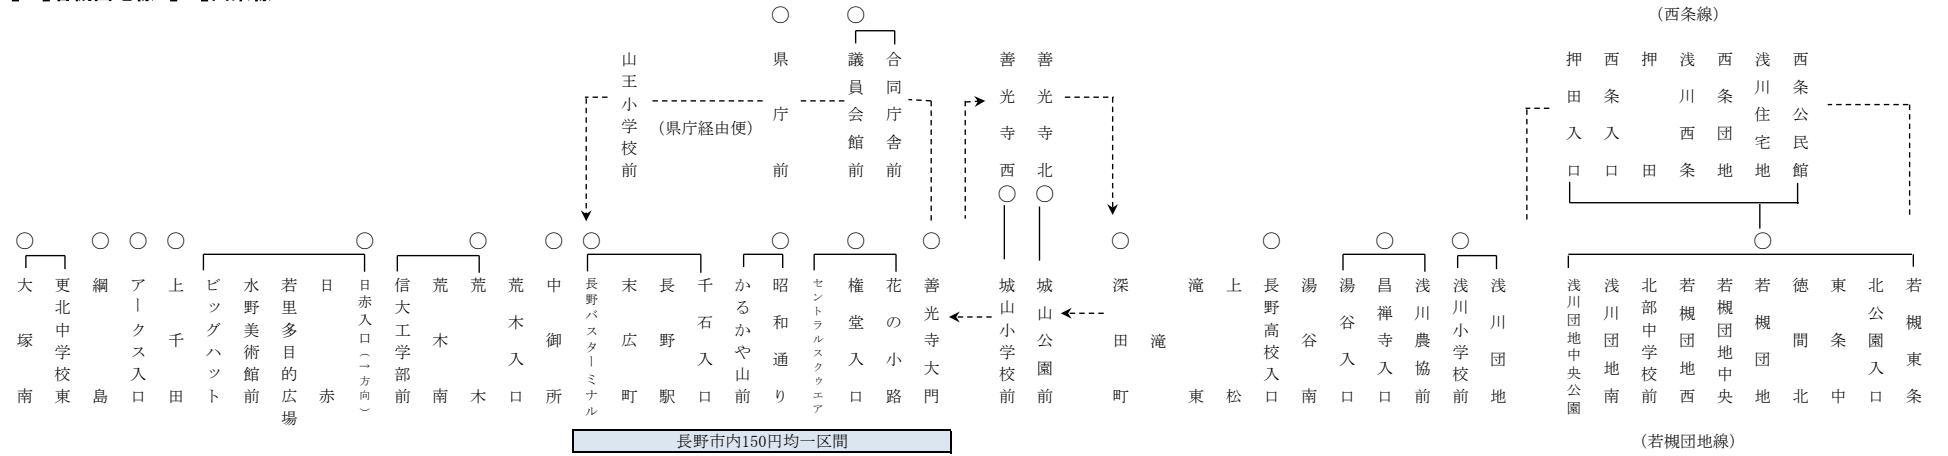 (西条線)
山王小学校前
県庁前
議員会館前
合同庁舎前
善光寺西
善光寺北
押田入口
西条入口
押田
浅川西条
西条団地
浅川住宅地
西条公民館
(県庁経由便)
大塚南
更北中学校東
綱島
アークス入口
上千田
ビッグハット
水野美術館前
若里多目的広場
日赤
日赤入口(→方向)
信大工学部前
荒木南
荒木
荒木入口
中御所
長野バスターミナル
末広町
長野駅
千石入口
かるかや山前
昭和通り
セントラルスクゥエア
権堂入口
花の小路
善光寺大門
城山小学校前
城山公園前
深田町
滝
滝東
上松
長野高校入口
湯谷南
湯谷入口
昌禅寺入口
浅川農協前
浅川小学校前
浅川団地
浅川団地中央公園
浅川団地南
北部中学校前
若槻団地西
若槻団地中央
若槻団地
徳間北
東条中
北公園入口
若槻東条
長野市内150円均一区間
(若槻団地線)